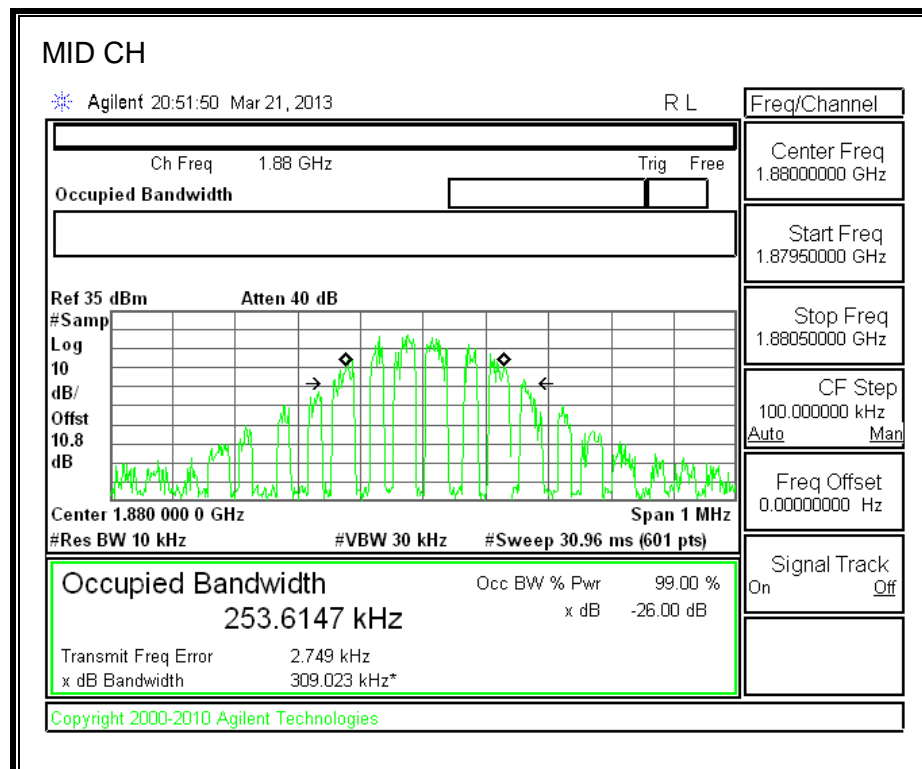 MID CH
Agilent 20:51:50 Mar 21, 2013 R L
Freq/Channel
Ch Freq 1.88 GHz Trig Free
Occupied Bandwidth
Center Freq
1.88000000 GHz
Start Freq
1.87950000 GHz
Stop Freq
1.88050000 GHz
CF Step
100.000000 kHz
Auto Man
Freq Offset
0.00000000 Hz
Signal Track
On Off
Ref 35 dBm Atten 40 dB
#Samp
Log
10
dB/
Offst
10.8
dB
Center 1.880 000 0 GHz Span 1 MHz
#Res BW 10 kHz #VBW 30 kHz #Sweep 30.96 ms (601 pts)
Occupied Bandwidth Occ BW % Pwr 99.00 %
253.6147 kHz x dB -26.00 dB
Transmit Freq Error 2.749 kHz
x dB Bandwidth 309.023 kHz*
Copyright 2000-2010 Agilent Technologies